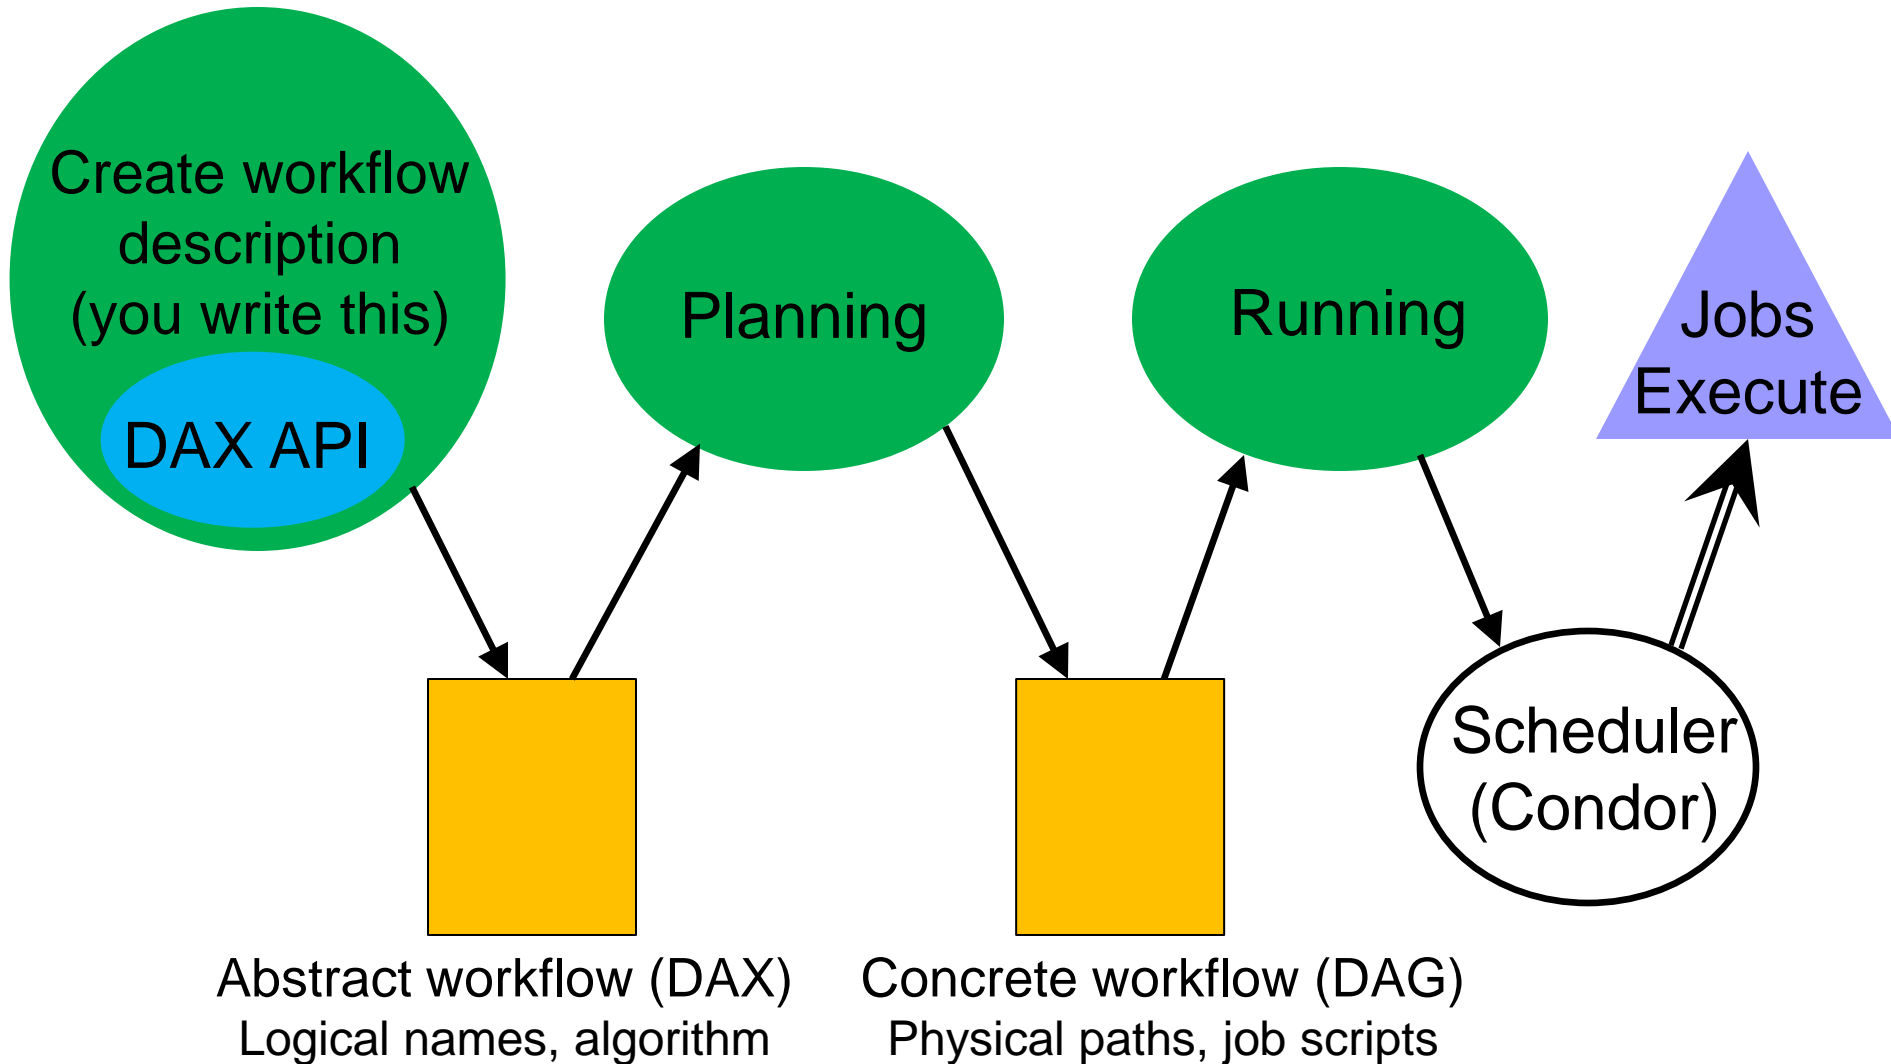 Create workflow
description
(you write this)
DAX API
Planning
Running
Jobs
Execute
Scheduler
(Condor)
Abstract workflow (DAX)
Logical names, algorithm
Concrete workflow (DAG)
Physical paths, job scripts